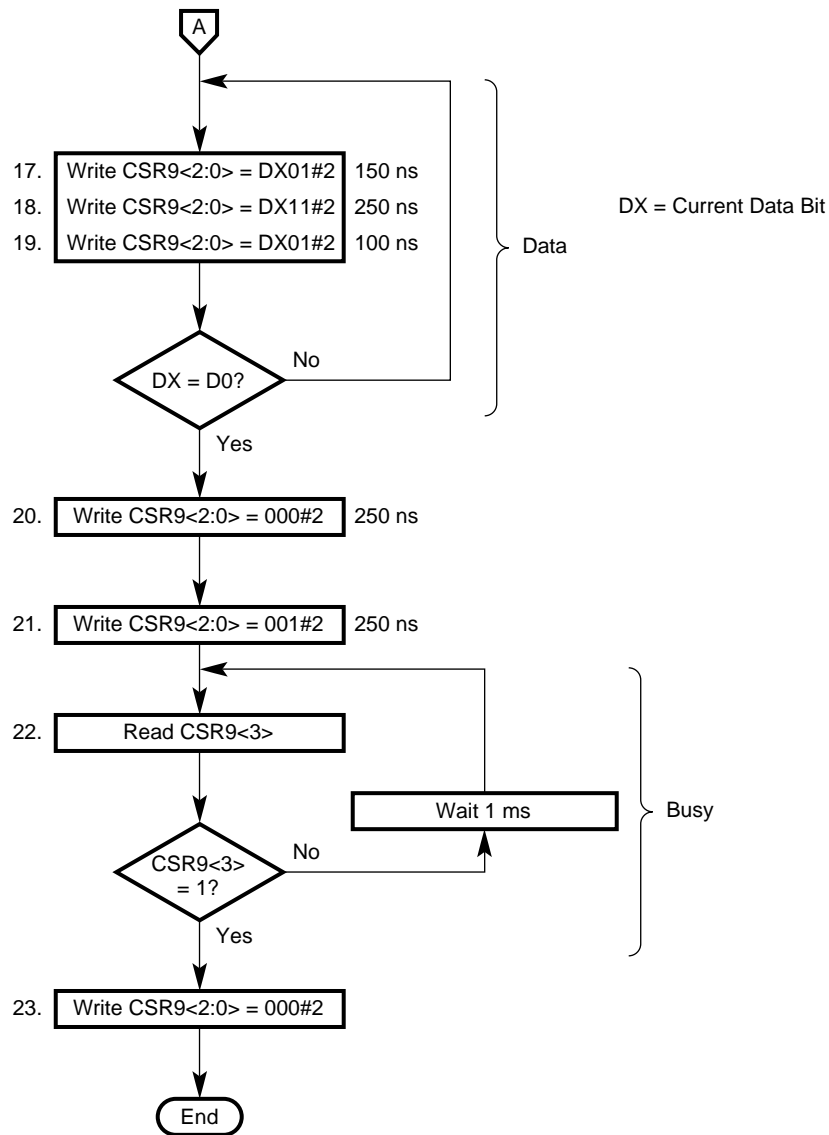 A
17. Write CSR9<2:0> = DX01#2 150 ns
18. Write CSR9<2:0> = DX11#2 250 ns
19. Write CSR9<2:0> = DX01#2 100 ns
DX = Current Data Bit
Data
DX = D0?
No
Yes
20. Write CSR9<2:0> = 000#2 250 ns
21. Write CSR9<2:0> = 001#2 250 ns
22. Read CSR9<3>
Wait 1 ms
Busy
CSR9<3>
= 1?
No
Yes
23. Write CSR9<2:0> = 000#2
End